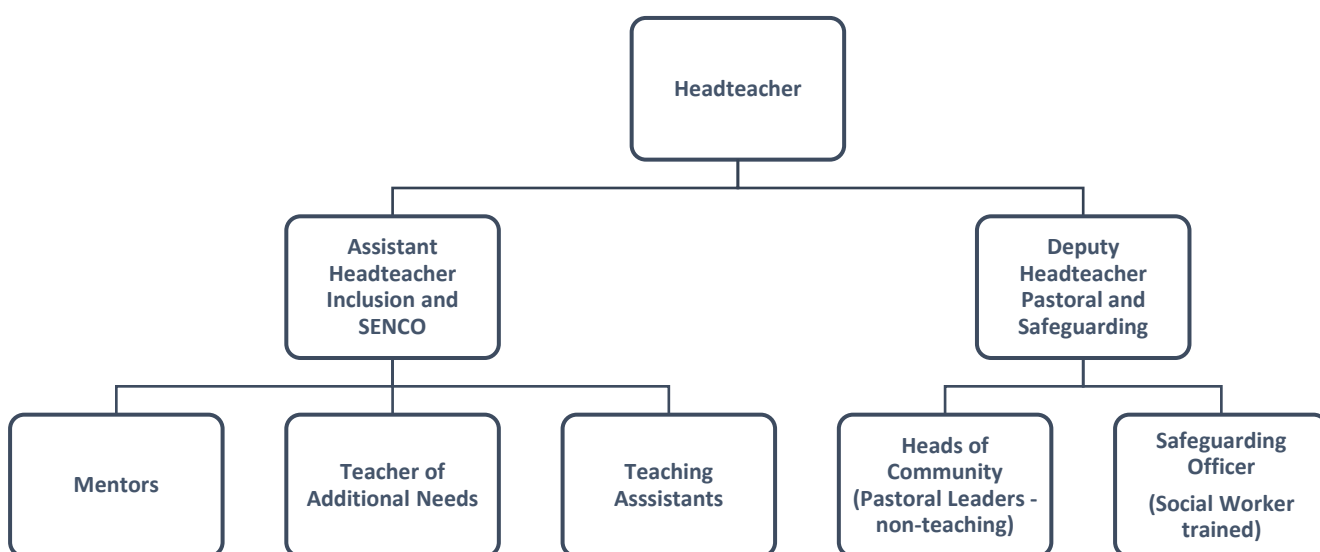 Headteacher
Assistant
Headteacher
Inclusion and
SENCO
Deputy
Headteacher
Pastoral and
Safeguarding
Mentors
Teacher of
Additional Needs
Teaching
Asssistants
Heads of
Community
(Pastoral Leaders -
non-teaching)
Safeguarding
Officer
(Social Worker
trained)